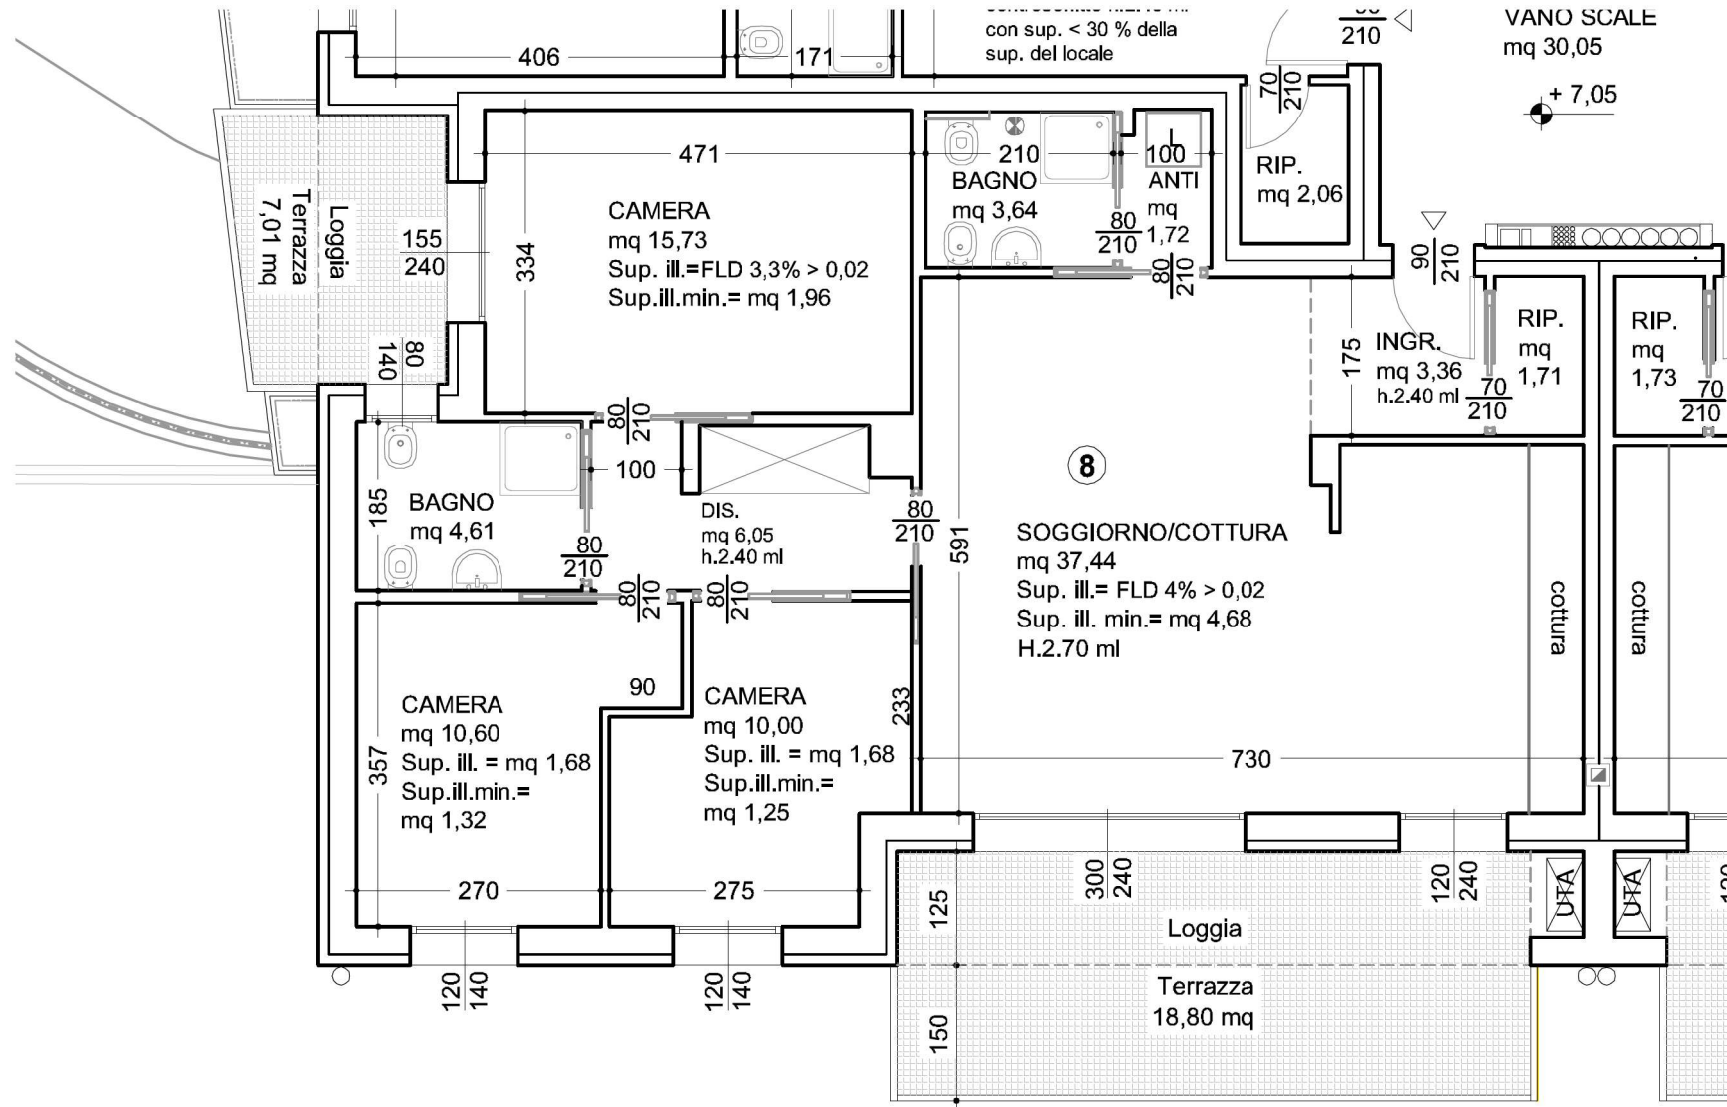 con sup. < 30 % della
sup. del locale
210
VANO SCALE
mq 30,05
+ 7,05
406
171
70
210
RIP.
mq 2,06
471
CAMERA
mq 15,73
Sup. ill.=FLD 3,3% > 0,02
Sup.ill.min.= mq 1,96
334
155
240
Loggia
Terrazza
7,01 mq
80
140
210
BAGNO
mq 3,64
80
210
100
L
ANTI
mq
1,72
80
210
90
210
175
INGR.
mq 3,36
h.2.40 ml
70
210
RIP.
mq
1,71
RIP.
mq
1,73
70
210
80
210
100
BAGNO
mq 4,61
185
80
210
DIS.
mq 6,05
h.2.40 ml
80
210
8
591
SOGGIORNO/COTTURA
mq 37,44
Sup. ill.= FLD 4% > 0,02
Sup. ill. min.= mq 4,68
H.2.70 ml
cottura
cottura
80
210
80
210
90
233
CAMERA
mq 10,60
Sup. ill. = mq 1,68
Sup.ill.min.=
mq 1,32
357
CAMERA
mq 10,00
Sup. ill. = mq 1,68
Sup.ill.min.=
mq 1,25
730
270
275
120
140
120
140
300
240
120
240
UTA
UTA
125
Loggia
Terrazza
18,80 mq
150